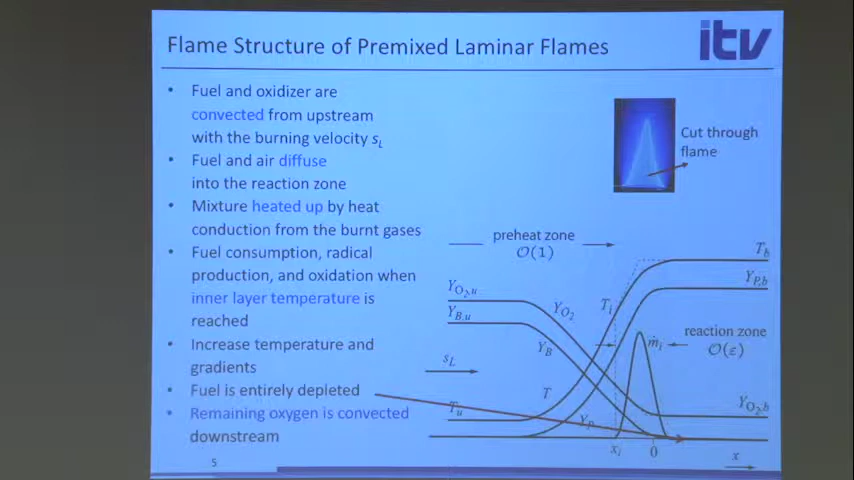 Flame Structure of Premixed Laminar Flames
itv
• Fuel and oxidizer are
convected from upstream
with the burning velocity sL
• Fuel and air diffuse
into the reaction zone
• Mixture heated up by heat
conduction from the burnt gases
• Fuel consumption, radical
production, and oxidation when
inner layer temperature is
reached
• Increase temperature and
gradients
• Fuel is entirely depleted
• Remaining oxygen is convected
downstream
5
Cut through
flame
preheat zone
O(1)
Tb
YP,b
YO2,u
YB,u
YO2
Ti
YB
ṁi
reaction zone
O(ε)
sL
T
Tu
YP
YO2,b
xi
0
x